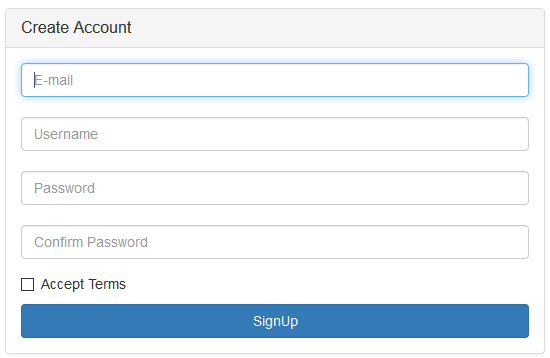 Create Account
E-mail
Username
Password
Confirm Password
Accept Terms
SignUp